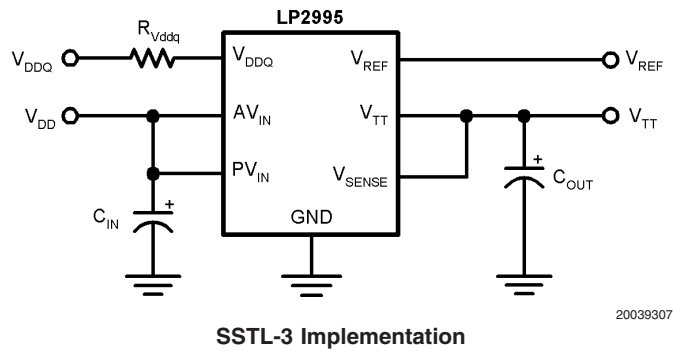 LP2995
R_Vddq
V_DDQ
V_DDQ
V_REF
V_REF
V_DD
AV_IN
V_TT
V_TT
PV_IN
V_SENSE
+
C_IN
+
C_OUT
GND
20039307
SSTL-3 Implementation